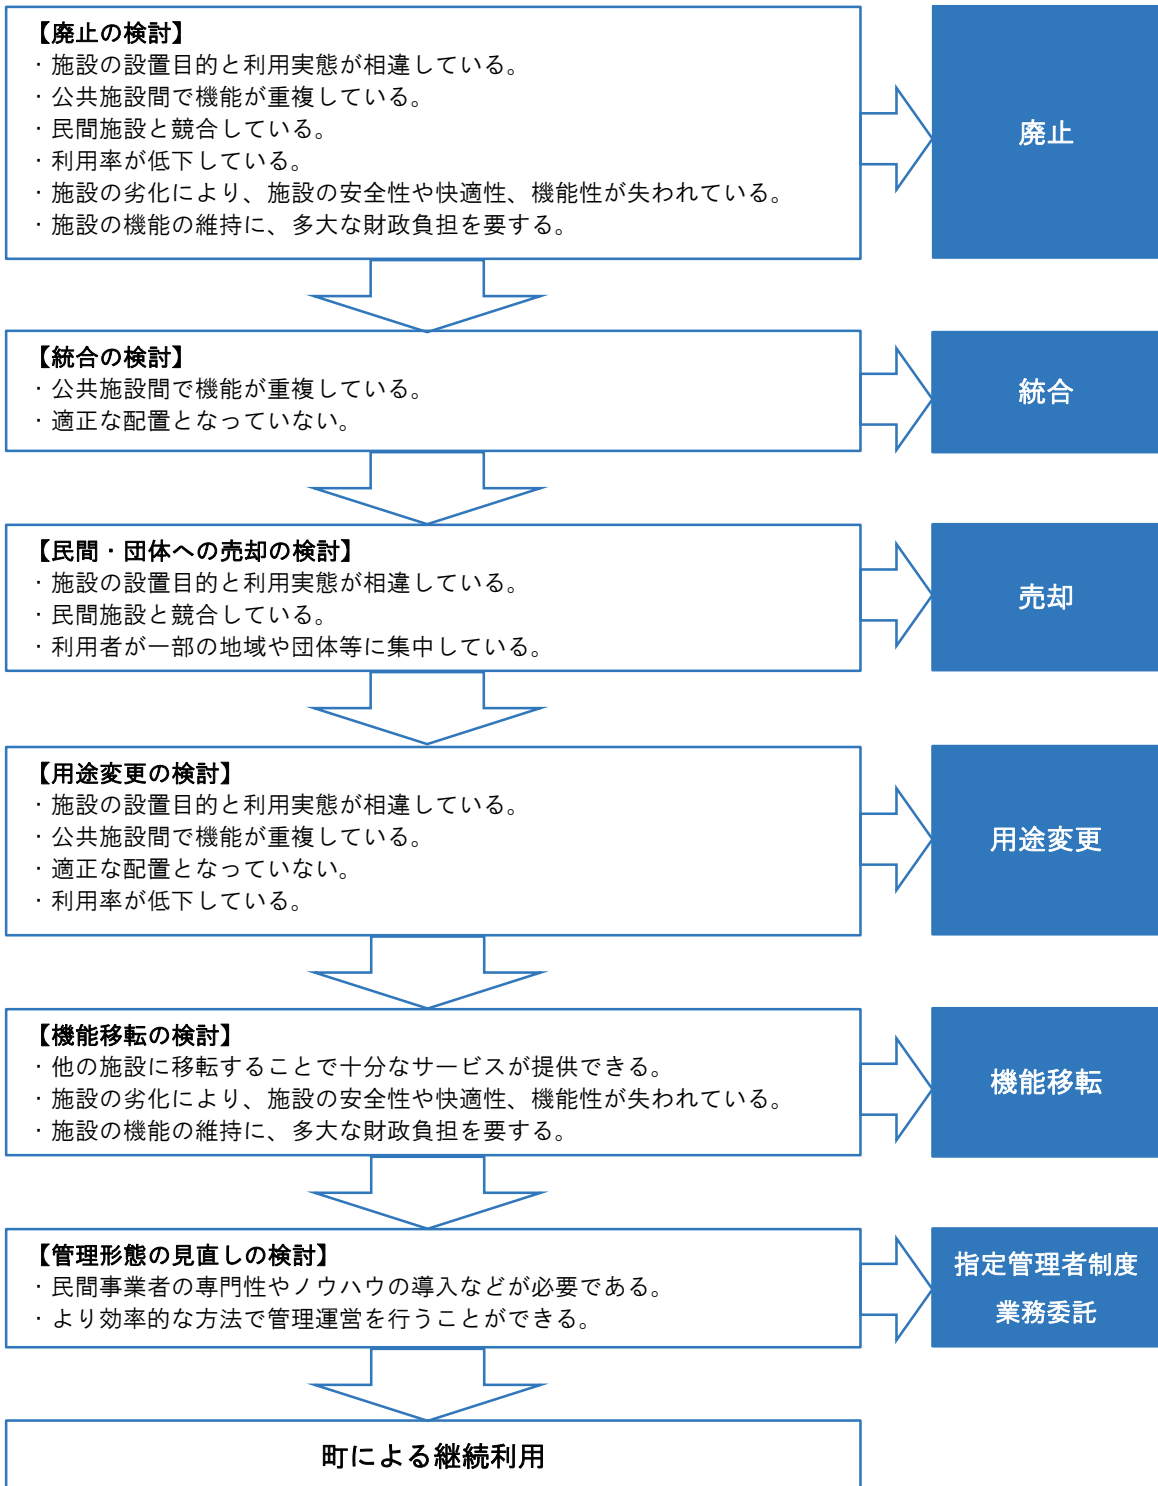 【廃止の検討】
・施設の設置目的と利用実態が相違している。
・公共施設間で機能が重複している。
・民間施設と競合している。
・利用率が低下している。
・施設の劣化により、施設の安全性や快適性、機能性が失われている。
・施設の機能の維持に、多大な財政負担を要する。
廃止
【統合の検討】
・公共施設間で機能が重複している。
・適正な配置となっていない。
統合
【民間・団体への売却の検討】
・施設の設置目的と利用実態が相違している。
・民間施設と競合している。
・利用者が一部の地域や団体等に集中している。
売却
【用途変更の検討】
・施設の設置目的と利用実態が相違している。
・公共施設間で機能が重複している。
・適正な配置となっていない。
・利用率が低下している。
用途変更
【機能移転の検討】
・他の施設に移転することで十分なサービスが提供できる。
・施設の劣化により、施設の安全性や快適性、機能性が失われている。
・施設の機能の維持に、多大な財政負担を要する。
機能移転
【管理形態の見直しの検討】
・民間事業者の専門性やノウハウの導入などが必要である。
・より効率的な方法で管理運営を行うことができる。
指定管理者制度
業務委託
町による継続利用